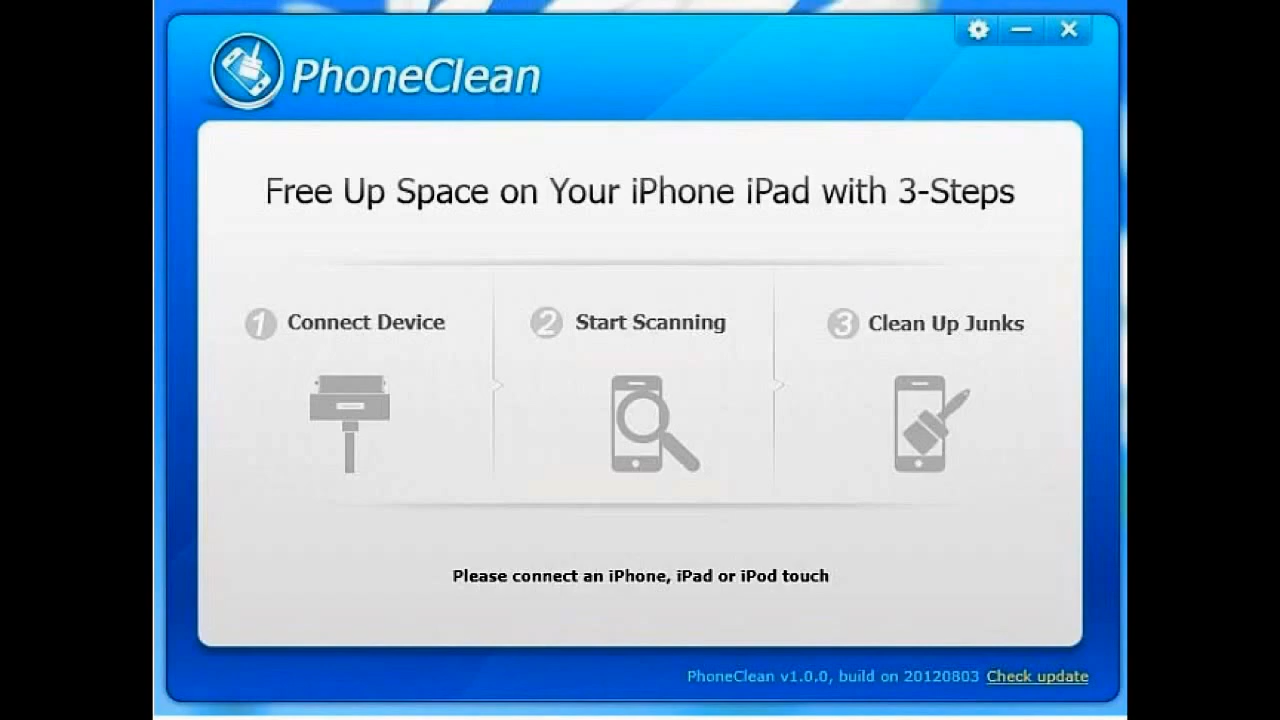 PhoneClean
Free Up Space on Your iPhone iPad with 3-Steps
1 Connect Device
2 Start Scanning
3 Clean Up Junks
Please connect an iPhone, iPad or iPod touch
PhoneClean v1.0.0, build on 20120803 Check update